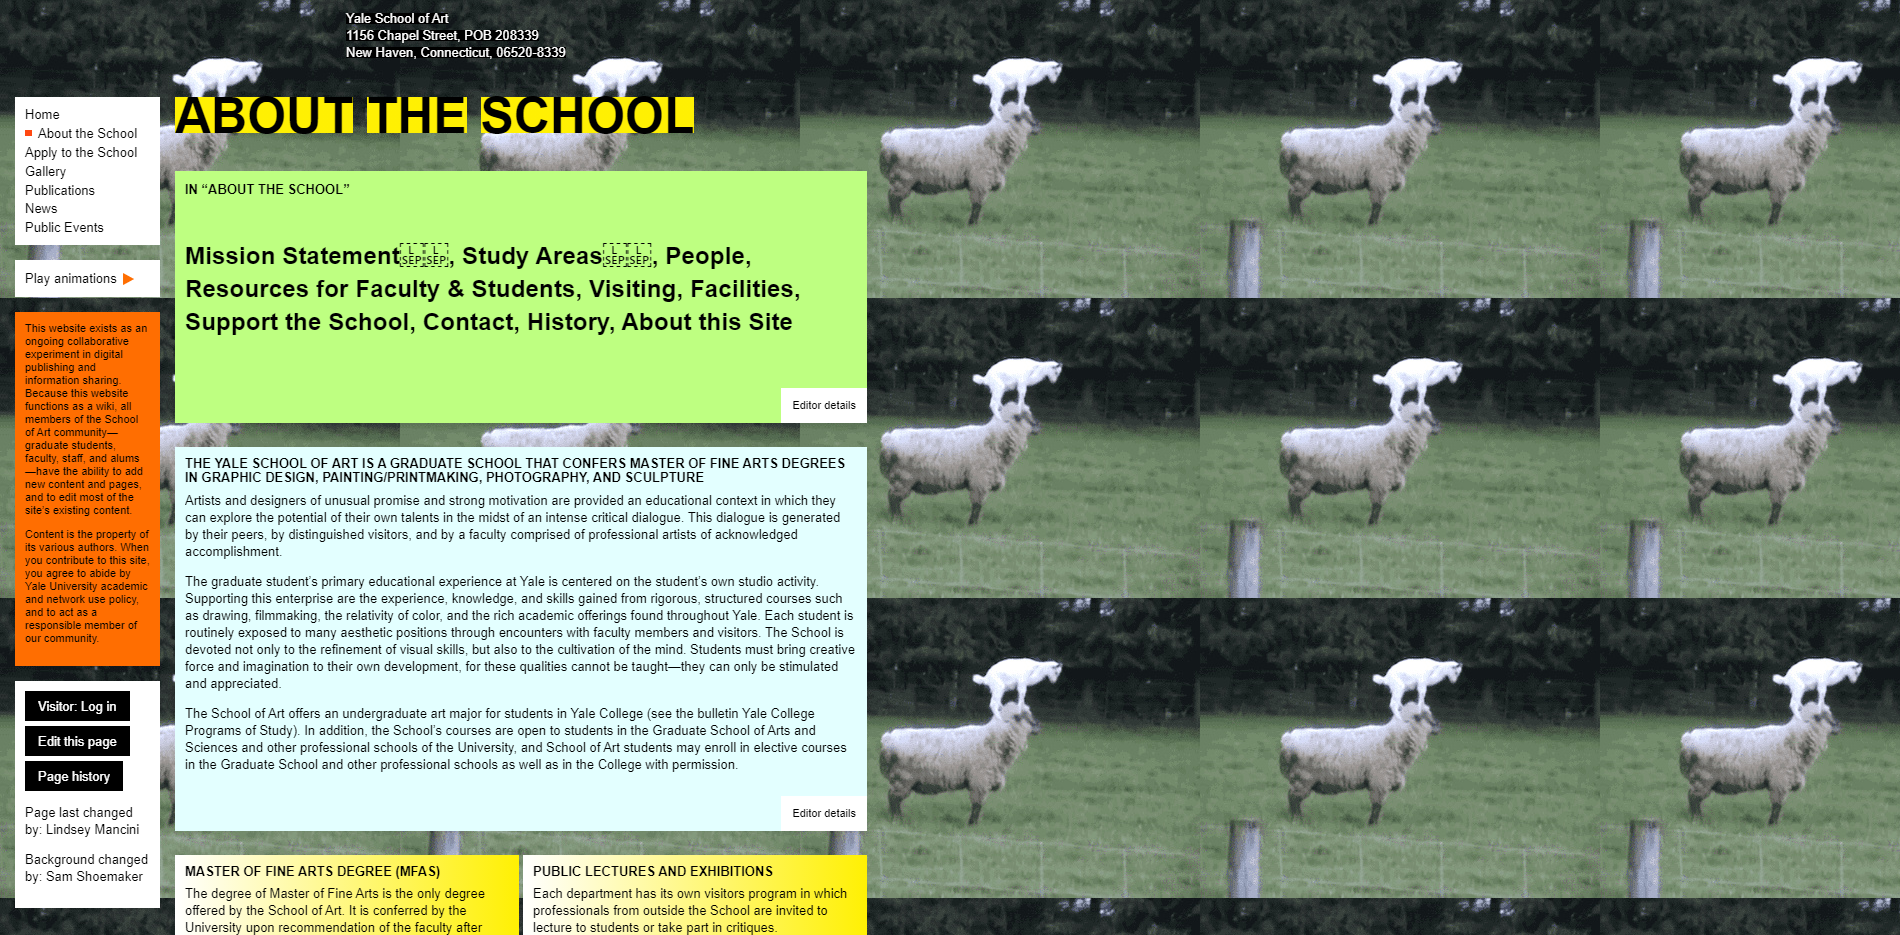 Yale School of Art
1156 Chapel Street, POB 208339
New Haven, Connecticut, 06520-8339
Home
About the School
Apply to the School
Gallery
Publications
News
Public Events
Play animations
This website exists as an
ongoing collaborative
experiment in digital
publishing and
information sharing.
Because this website
functions as a wiki, all
members of the School
of Art community—
graduate students,
faculty, staff, and alums
—have the ability to add
new content and pages,
and to edit most of the
site's existing content.
Content is the property of
its various authors. When
you contribute to this site,
you agree to abide by
Yale University academic
and network use policy,
and to act as a
responsible member of
our community.
Visitor: Log in
Edit this page
Page history
Page last changed
by: Lindsey Mancini
Background changed
by: Sam Shoemaker
ABOUT THE SCHOOL
IN “ABOUT THE SCHOOL”
Mission Statement LSEP LSEP, Study Areas LSEP LSEP, People,
Resources for Faculty & Students, Visiting, Facilities,
Support the School, Contact, History, About this Site
Editor details
THE YALE SCHOOL OF ART IS A GRADUATE SCHOOL THAT CONFERS MASTER OF FINE ARTS DEGREES
IN GRAPHIC DESIGN, PAINTING/PRINTMAKING, PHOTOGRAPHY, AND SCULPTURE
Artists and designers of unusual promise and strong motivation are provided an educational context in which they
can explore the potential of their own talents in the midst of an intense critical dialogue. This dialogue is generated
by their peers, by distinguished visitors, and by a faculty comprised of professional artists of acknowledged
accomplishment.
The graduate student's primary educational experience at Yale is centered on the student's own studio activity.
Supporting this enterprise are the experience, knowledge, and skills gained from rigorous, structured courses such
as drawing, filmmaking, the relativity of color, and the rich academic offerings found throughout Yale. Each student is
routinely exposed to many aesthetic positions through encounters with faculty members and visitors. The School is
devoted not only to the refinement of visual skills, but also to the cultivation of the mind. Students must bring creative
force and imagination to their own development, for these qualities cannot be taught—they can only be stimulated
and appreciated.
The School of Art offers an undergraduate art major for students in Yale College (see the bulletin Yale College
Programs of Study). In addition, the School's courses are open to students in the Graduate School of Arts and
Sciences and other professional schools of the University, and School of Art students may enroll in elective courses
in the Graduate School and other professional schools as well as in the College with permission.
Editor details
MASTER OF FINE ARTS DEGREE (MFAS)
The degree of Master of Fine Arts is the only degree
offered by the School of Art. It is conferred by the
University upon recommendation of the faculty after
PUBLIC LECTURES AND EXHIBITIONS
Each department has its own visitors program in which
professionals from outside the School are invited to
lecture to students or take part in critiques.